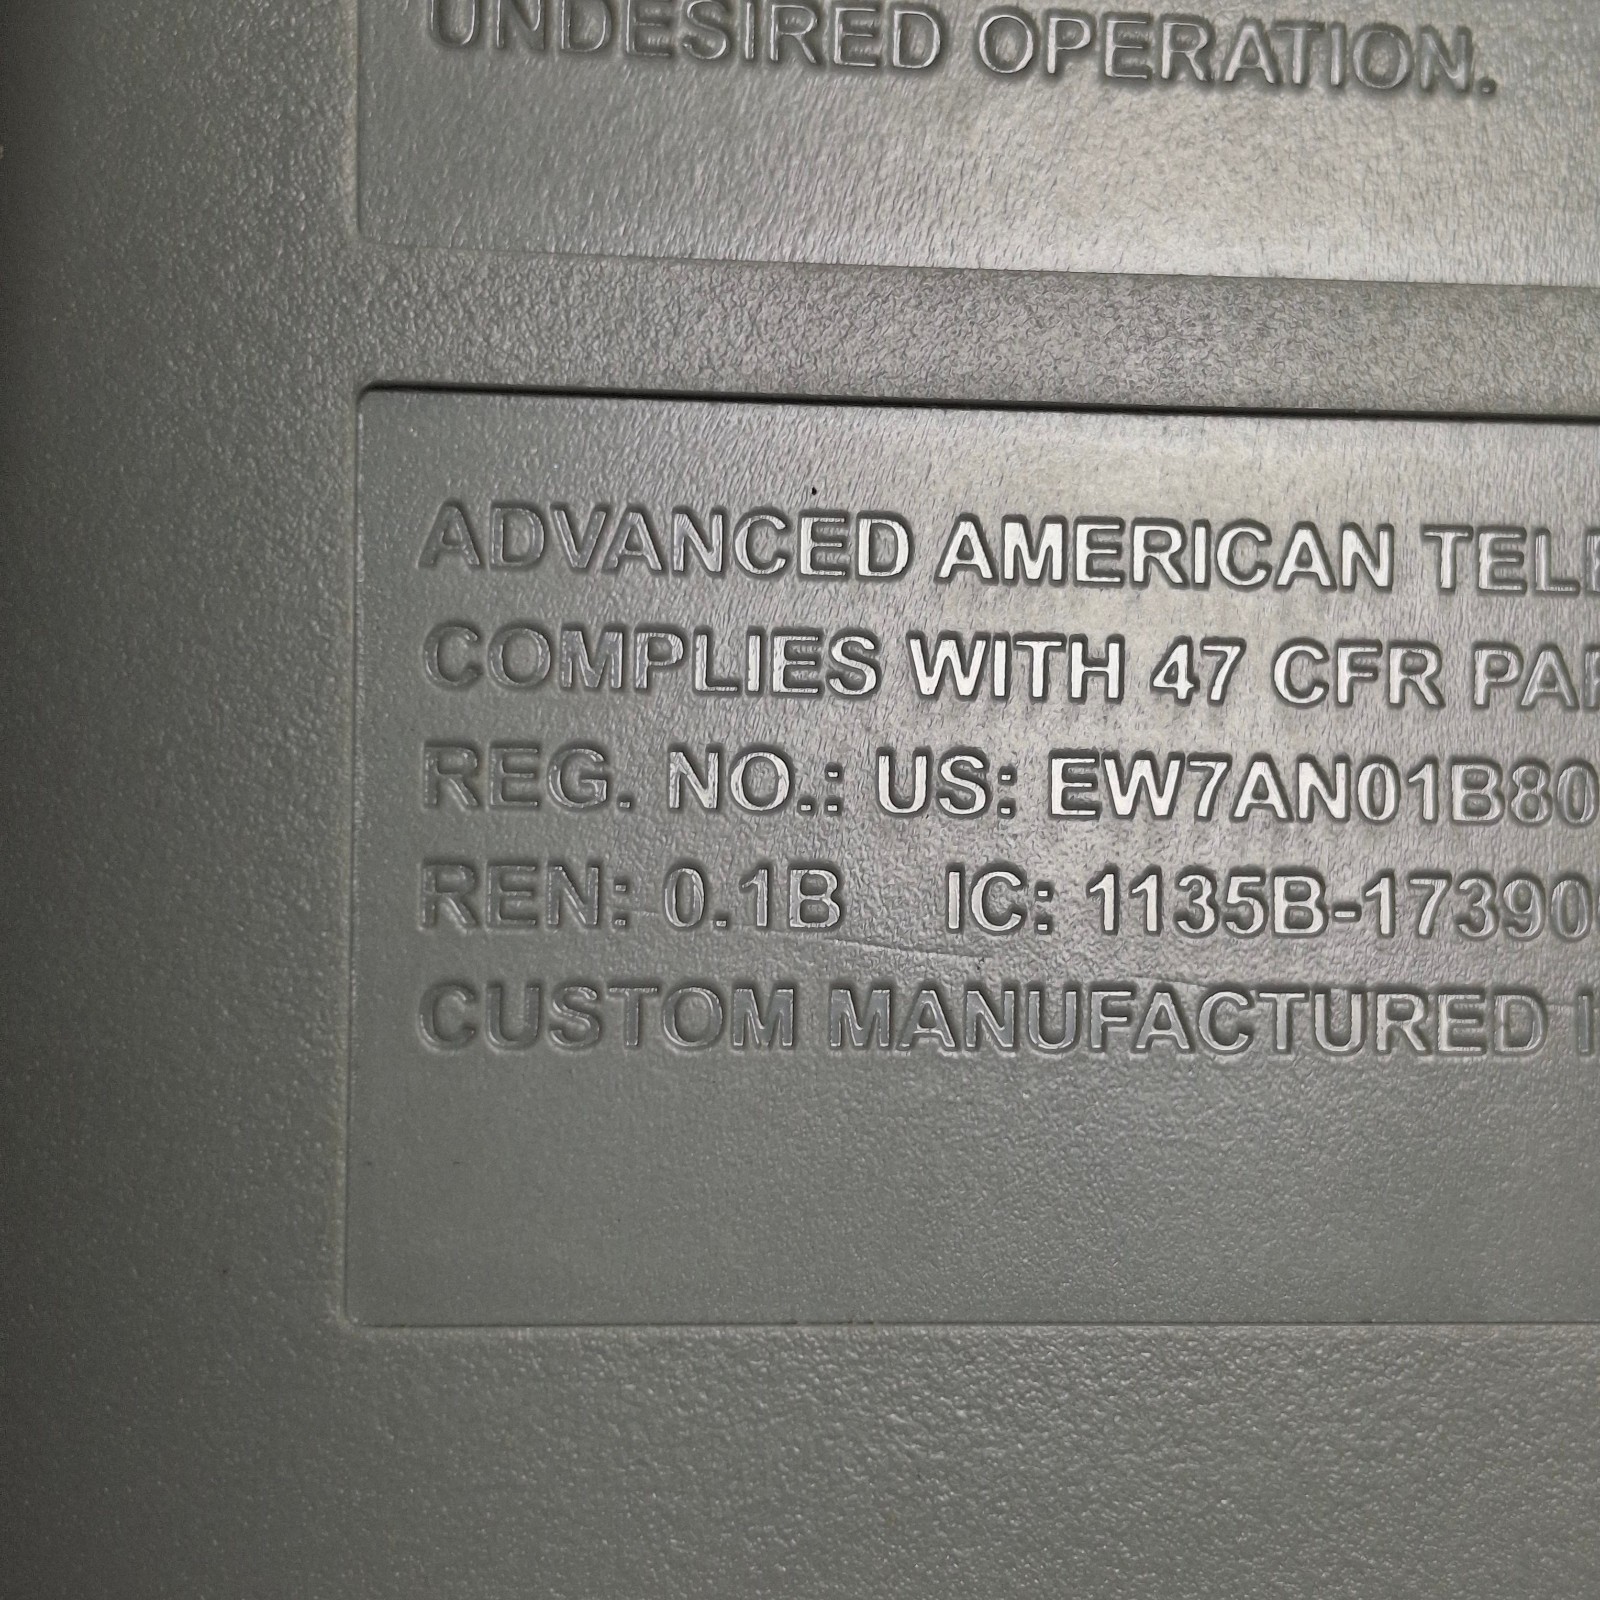 UNDESIRED OPERATION.
ADVANCED AMERICAN TELE
COMPLIES WITH 47 CFR PAR
REG. NO.: US: EW7AN01B80
REN: 0.1B IC: 1135B-17390
CUSTOM MANUFACTURED I